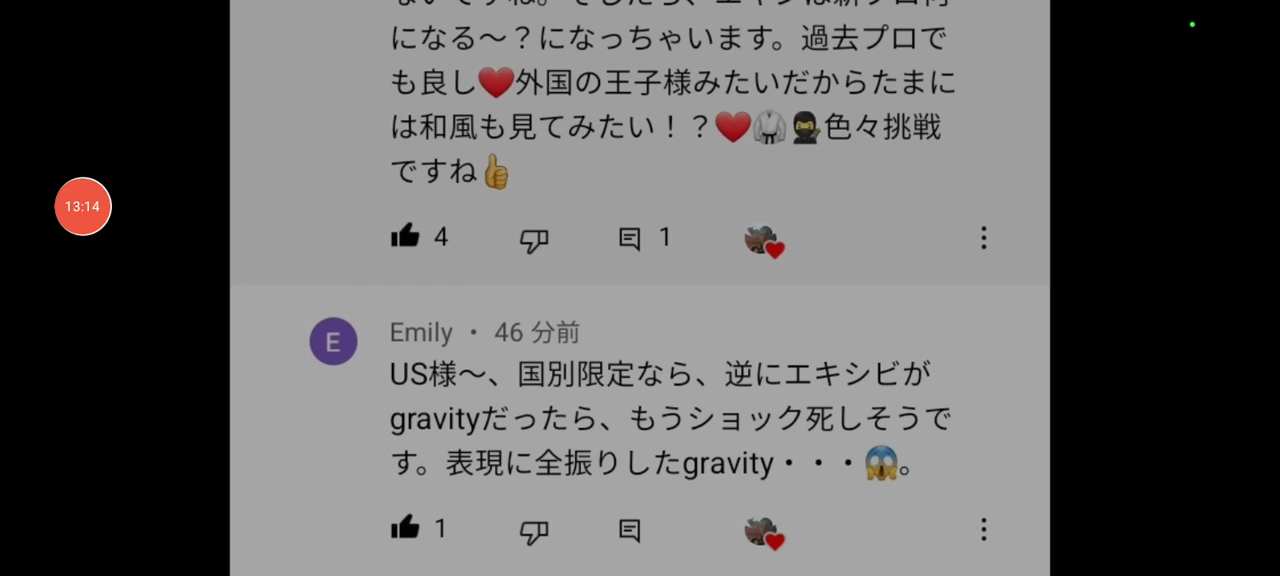 になる〜？になっちゃいます。過去プロで
も良し❤️外国の王子様みたいだからたまに
は和風も見てみたい！？❤️🥋🥷色々挑戦
ですね👍
13:14
4
1
E
Emily ・ 46 分前
US様〜、国別限定なら、逆にエキシビが
gravityだったら、もうショック死しそうで
す。表現に全振りしたgravity・・・😱。
1